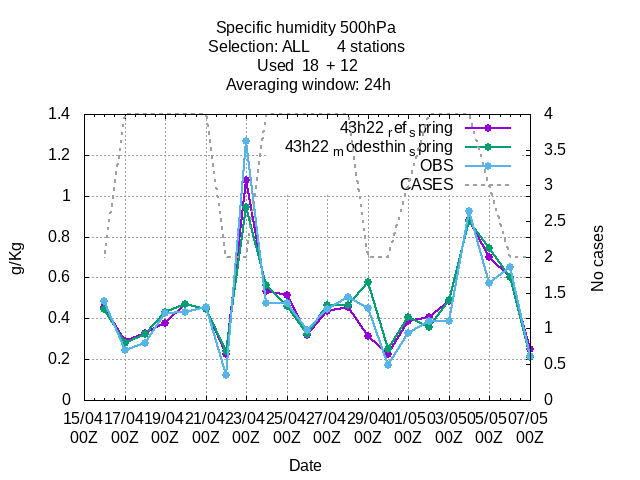 Specific humidity 500hPa
Selection: ALL      4 stations
Used  18  + 12
Averaging window: 24h
43h22 ref spring
43h22 modesthin spring
OBS
CASES
1.4
1.2
1
0.8
0.6
0.4
0.2
0
4
3.5
3
2.5
2
1.5
1
0.5
0
g/Kg
No cases
15/04 17/04 19/04 21/04 23/04 25/04 27/04 29/04 01/05 03/05 05/05 07/05
00Z 00Z 00Z 00Z 00Z 00Z 00Z 00Z 00Z 00Z 00Z 00Z
Date